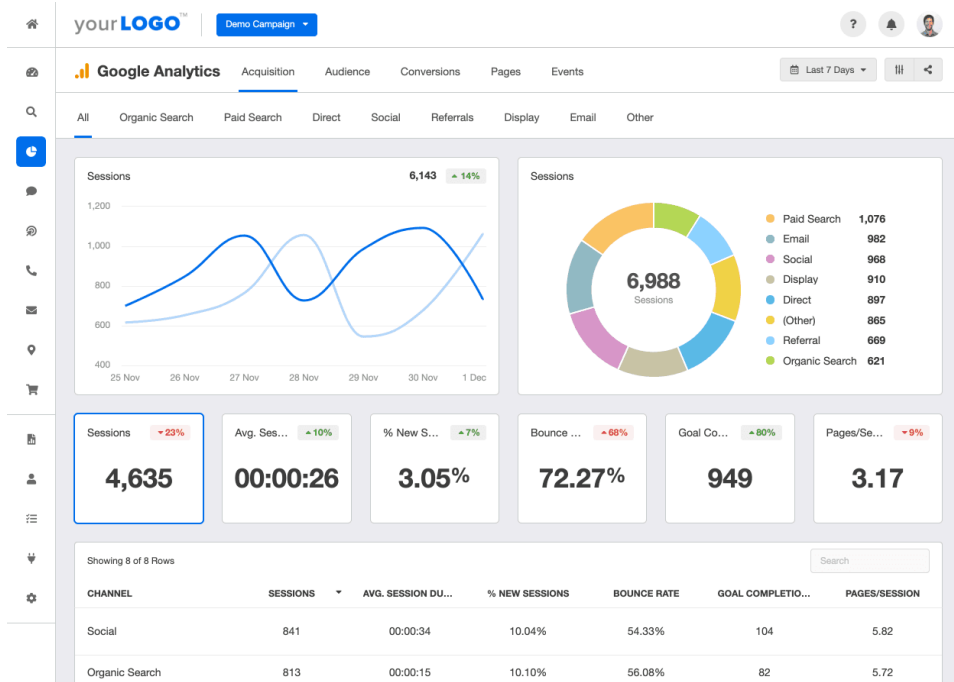 yourLOGO™
Demo Campaign
?
Google Analytics
Acquisition
Audience
Conversions
Pages
Events
Last 7 Days
All
Organic Search
Paid Search
Direct
Social
Referrals
Display
Email
Other
Sessions
6,143
14%
1,200
1,000
800
600
400
25 Nov
26 Nov
27 Nov
28 Nov
29 Nov
30 Nov
1 Dec
Sessions
6,988
Sessions
Paid Search 1,076
Email 982
Social 968
Display 910
Direct 897
(Other) 865
Referral 669
Organic Search 621
Sessions 23%
4,635
Avg. Ses... 10%
00:00:26
% New S... 7%
3.05%
Bounce ... 68%
72.27%
Goal Co... 80%
949
Pages/Se... 9%
3.17
Showing 8 of 8 Rows
Search
CHANNEL SESSIONS AVG. SESSION DU... % NEW SESSIONS BOUNCE RATE GOAL COMPLETIO... PAGES/SESSION
Social 841 00:00:34 10.04% 54.33% 104 5.82
Organic Search 813 00:00:15 10.10% 56.08% 82 5.72